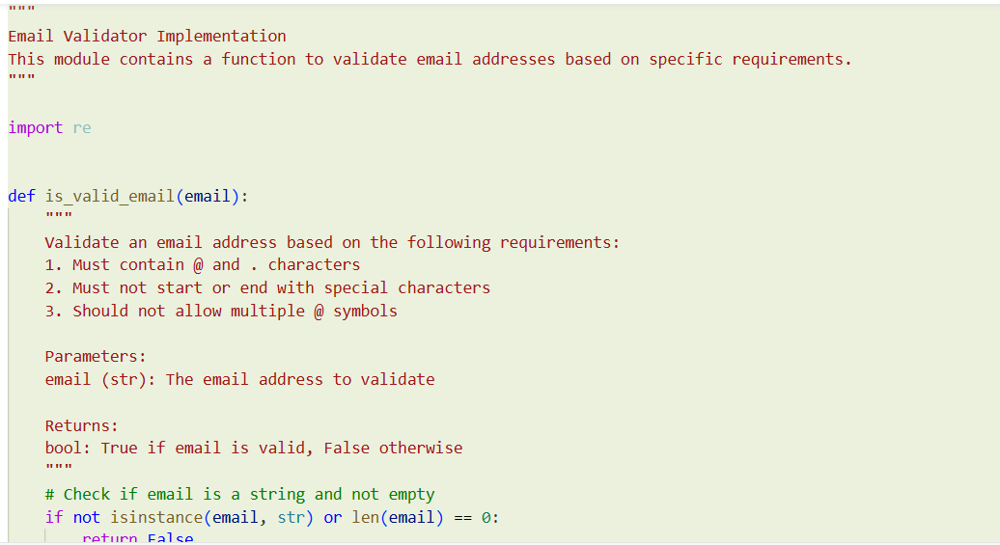 """
Email Validator Implementation
This module contains a function to validate email addresses based on specific requirements.
"""
import re
def is_valid_email(email):
"""
Validate an email address based on the following requirements:
1. Must contain @ and . characters
2. Must not start or end with special characters
3. Should not allow multiple @ symbols
Parameters:
email (str): The email address to validate
Returns:
bool: True if email is valid, False otherwise
"""
# Check if email is a string and not empty
if not isinstance(email, str) or len(email) == 0:
return False